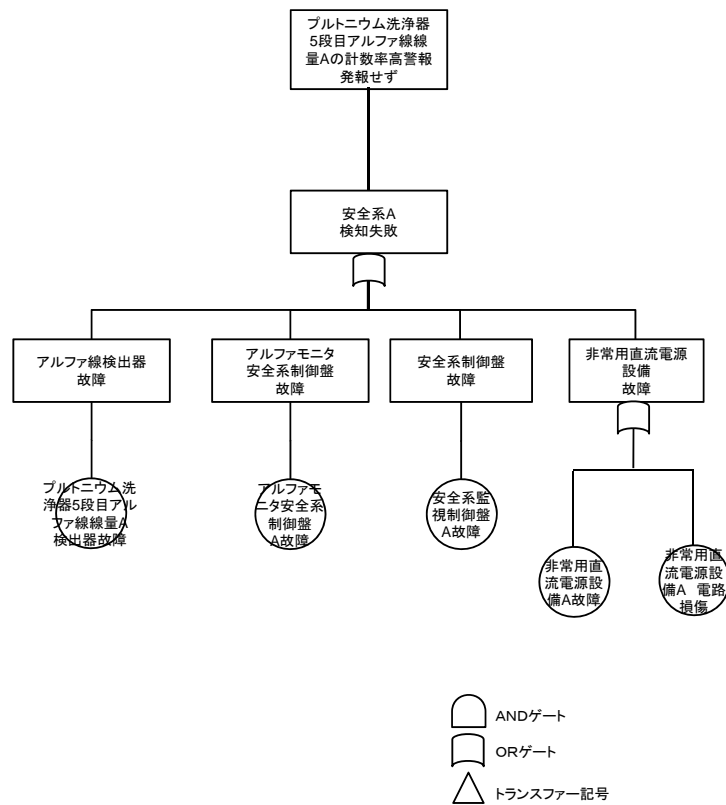 プルトニウム洗浄器
5段目アルファ線線
量Aの計数率高警報
発報せず
安全系A
検知失敗
アルファ線検出器
故障
アルファモニタ
安全系制御盤
故障
安全系制御盤
故障
非常用直流電源
設備
故障
プルトニウム洗
浄器5段目アル
ファ線線量A
検出器故障
アルファモ
ニタ安全系
制御盤
A故障
安全系監
視制御盤
A故障
非常用直
流電源設
備A故障
非常用直
流電源設
備A 電路
損傷
ANDゲート
ORゲート
トランスファー記号